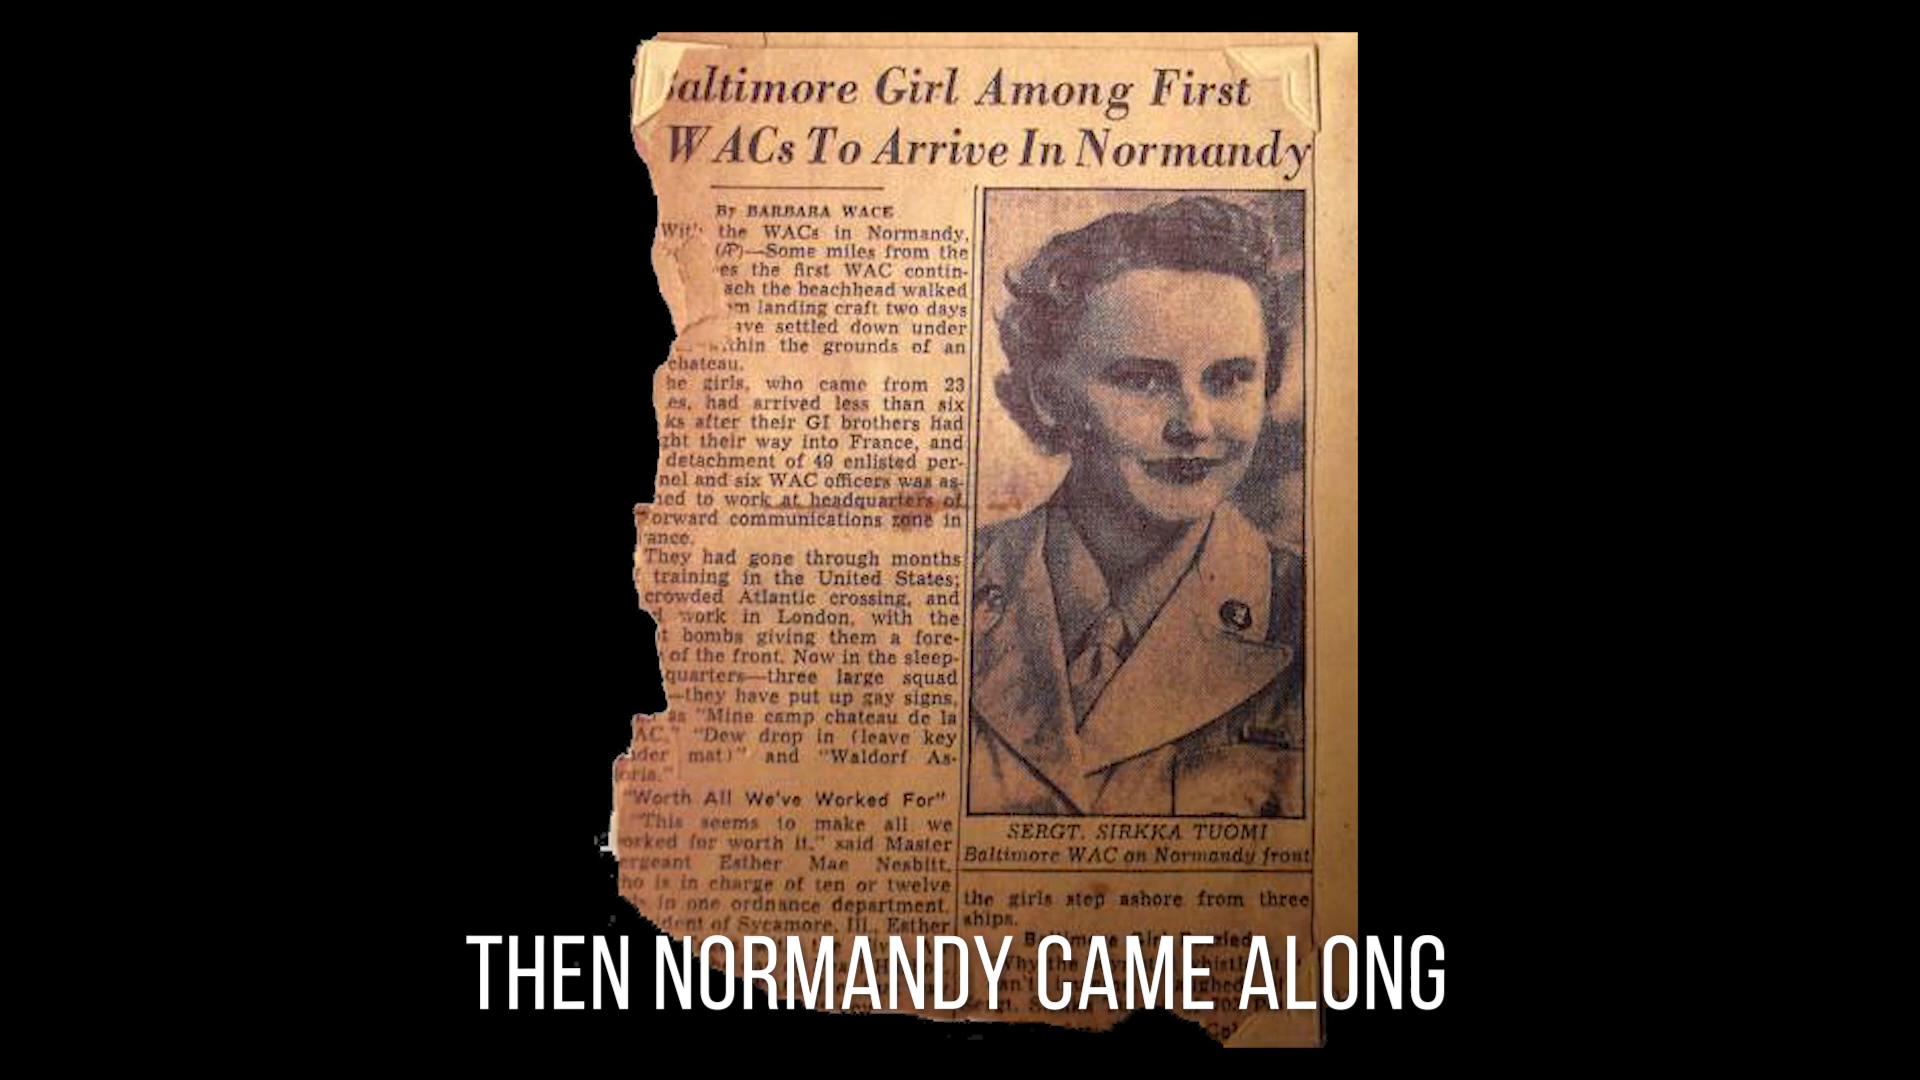 altimore Girl Among First
WACs To Arrive In Normandy
By BARBARA WACE
the WACs in Normandy,
(AP)—Some miles from the
es the first WAC contin-
ach the beachhead walked
m landing craft two days
ive settled down under
thin the grounds of an
chateau.
he girls, who came from 23
es, had arrived less than six
ks after their GI brothers had
ght their way into France, and
detachment of 49 enlisted per-
nel and six WAC officers was as-
ned to work at headquarters of
orward communications zone in
ance.
They had gone through months
training in the United States;
crowded Atlantic crossing, and
work in London, with the
t bombs giving them a fore-
of the front. Now in the sleep-
quarters—three large squad
—they have put up gay signs,
as "Mine camp chateau de la
AC," "Dew drop in (leave key
nder mat)" and "Waldorf As-
oria."
"Worth All We've Worked For"
"This seems to make all we
orked for worth it," said Master
ergeant Esther Mae Nesbitt,
ho is in charge of ten or twelve
in one ordnance department.
ident of Sycamore, Ill., Esther
SERGT. SIRKKA TUOMI
Baltimore WAC on Normandy front
the girls step ashore from three
ships.
THEN NORMANDY CAME ALONG